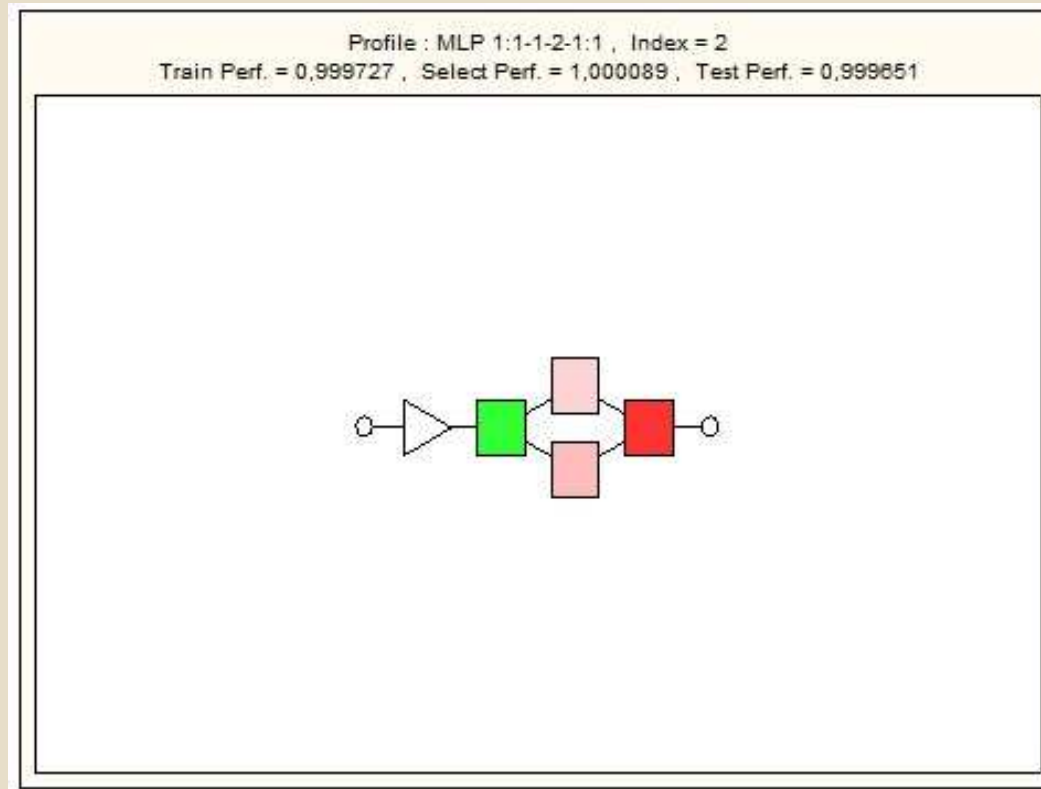 Profile : MLP 1:1-1-2-1:1 , Index = 2
Train Perf. = 0,999727 , Select Perf. = 1,000089 , Test Perf. = 0,999651